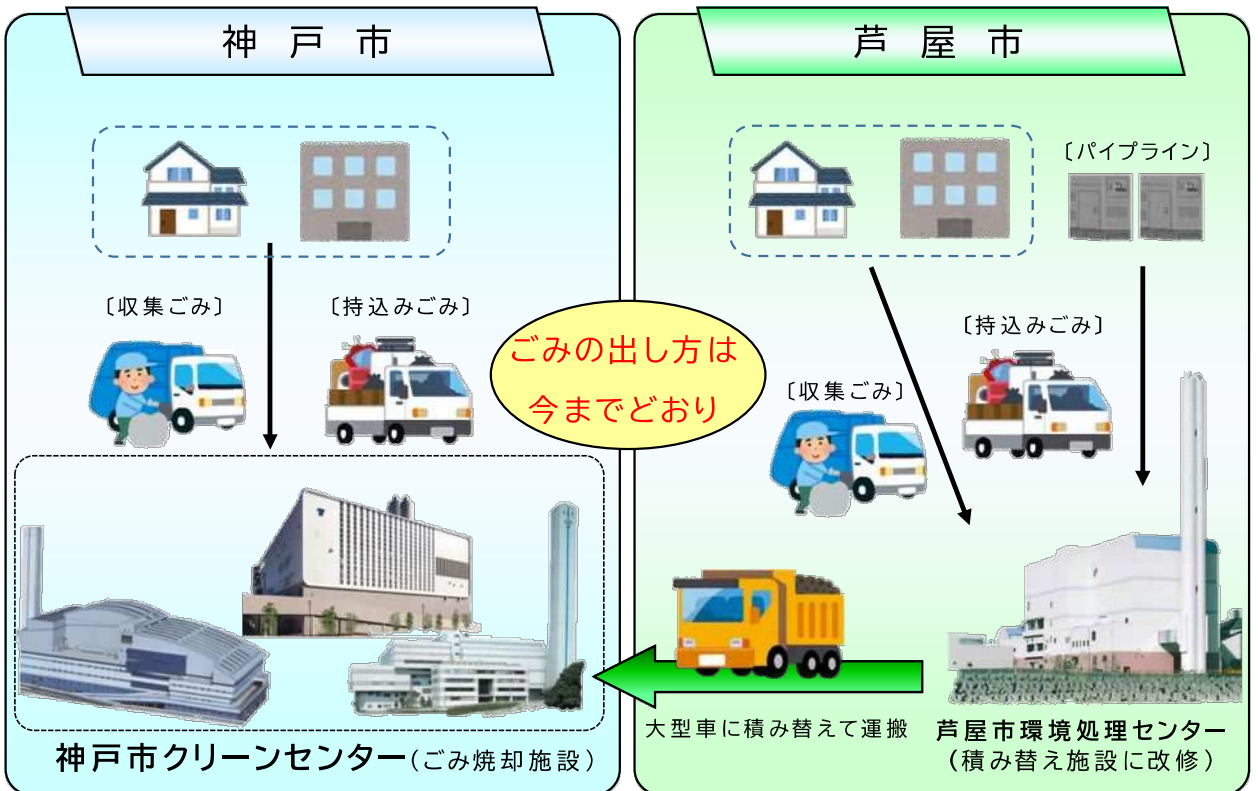 神戸市
芦屋市
〔パイプライン〕
〔収集ごみ〕
〔持込みごみ〕
ごみの出し方は
今までどおり
〔持込みごみ〕
〔収集ごみ〕
大型車に積み替えて運搬
神戸市クリーンセンター(ごみ焼却施設)
芦屋市環境処理センター
(積み替え施設に改修)